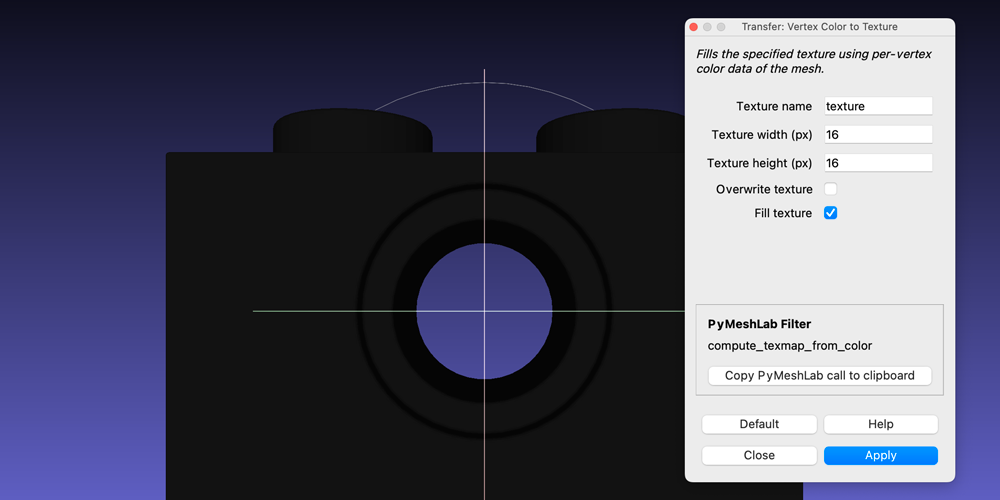 Transfer: Vertex Color to Texture
Fills the specified texture using per-vertex
color data of the mesh.
Texture name texture
Texture width (px) 16
Texture height (px) 16
Overwrite texture
Fill texture
PyMeshLab Filter
compute_texmap_from_color
Copy PyMeshLab call to clipboard
Default Help
Close Apply